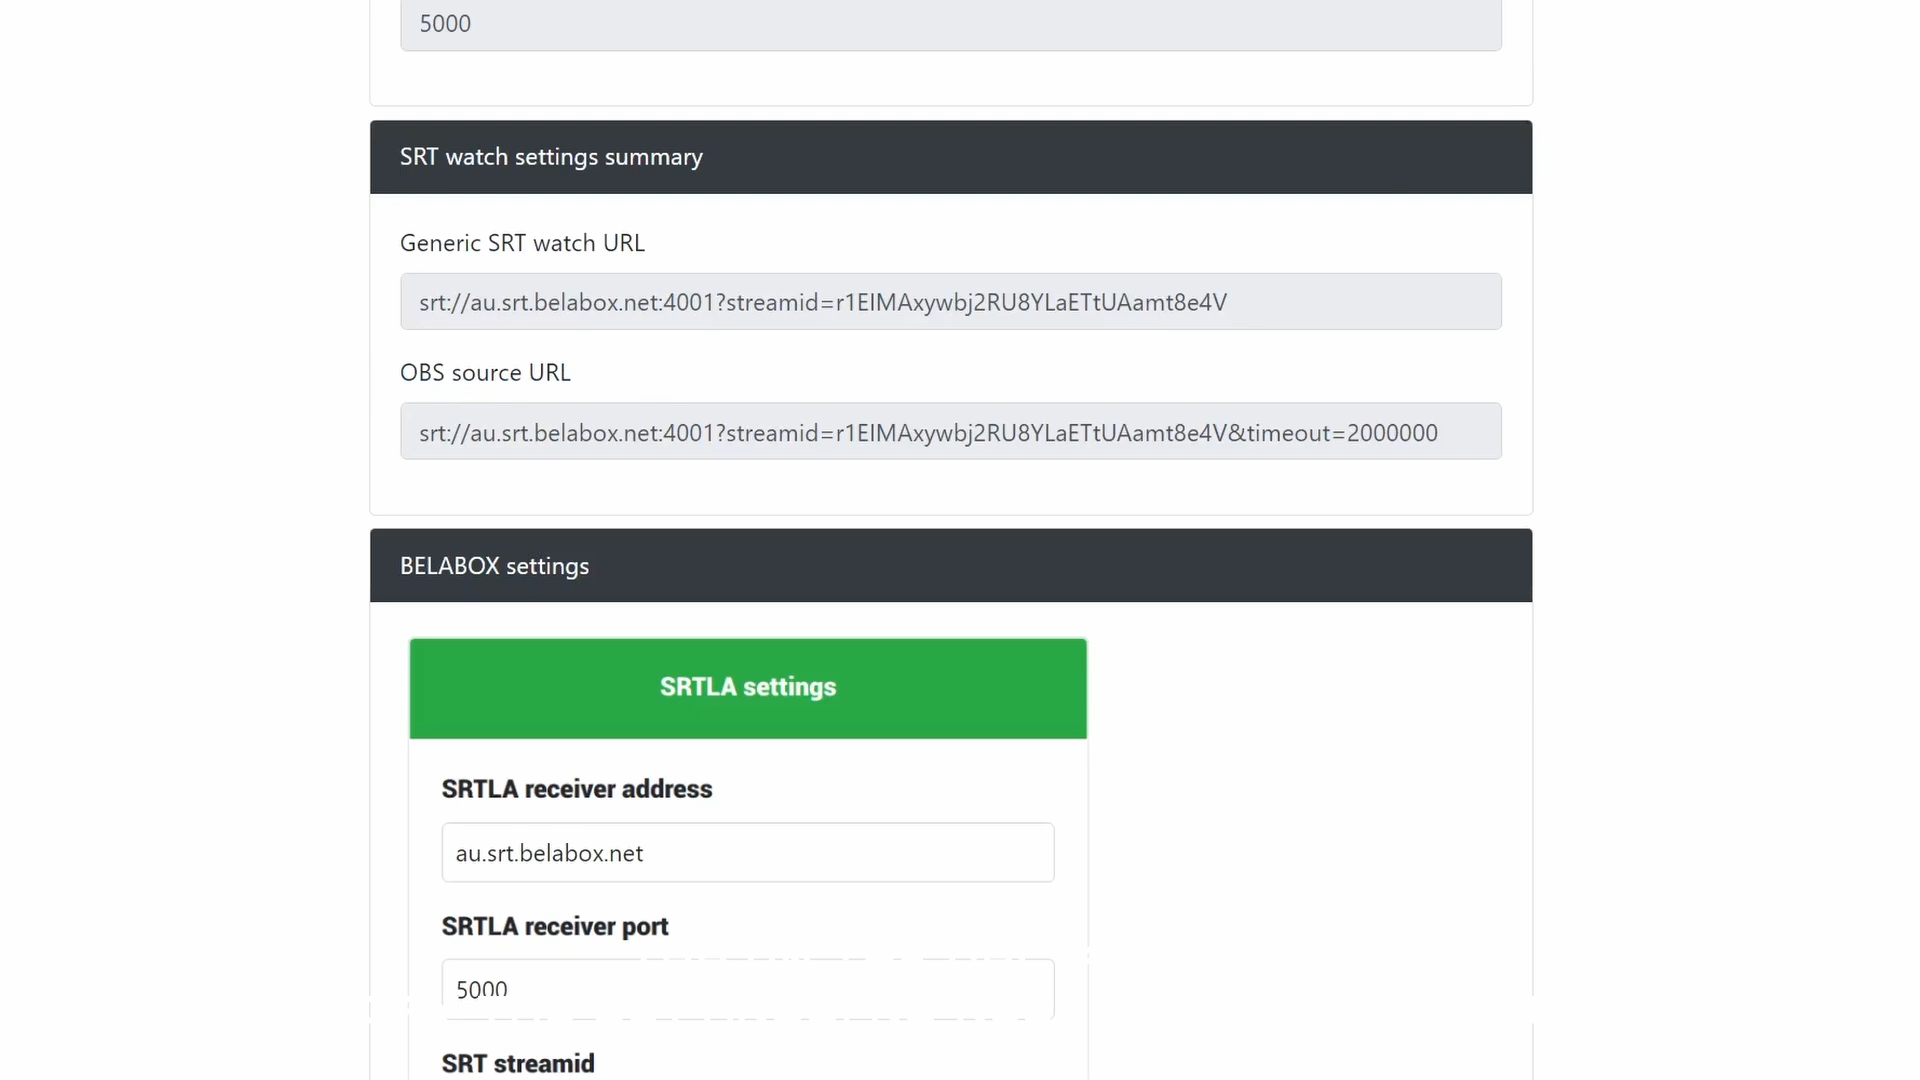 5000
SRT watch settings summary
Generic SRT watch URL
srt://au.srt.belabox.net:4001?streamid=r1EIMAxywbj2RU8YLaETtUAamt8e4V
OBS source URL
srt://au.srt.belabox.net:4001?streamid=r1EIMAxywbj2RU8YLaETtUAamt8e4V&timeout=2000000
BELABOX settings
SRTLA settings
SRTLA receiver address
au.srt.belabox.net
SRTLA receiver port
5000
SRT streamid